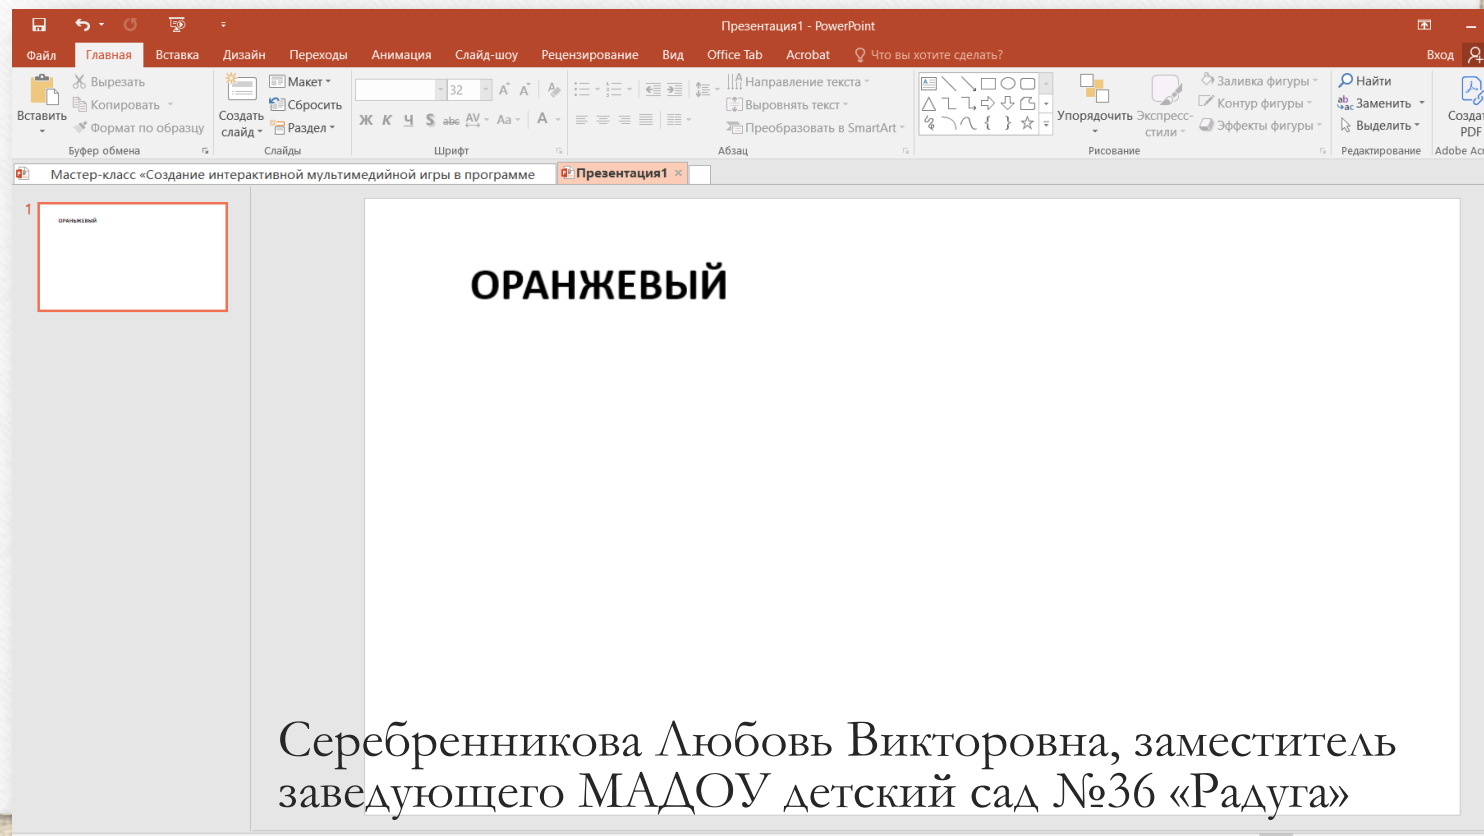 Презентация1 - PowerPoint
Файл Главная Вставка Дизайн Переходы Анимация Слайд-шоу Рецензирование Вид Office Tab Acrobat Что вы хотите сделать? Вход
Вставить
Вырезать
Копировать
Формат по образцу
Буфер обмена
Создать слайд
Макет
Сбросить
Раздел
Слайды
32
Ж К Ч S abc AV Aa A
Шрифт
Направление текста
Выровнять текст
Преобразовать в SmartArt
Абзац
Упорядочить
Экспресс-
стили
Заливка фигуры
Контур фигуры
Эффекты фигуры
Рисование
Найти
Заменить
Выделить
Редактирование
PDF
Мастер-класс «Создание интерактивной мультимедийной игры в программе
Презентация1
1
ОРАНЖЕВЫЙ
ОРАНЖЕВЫЙ
Серебренникова Любовь Викторовна, заместитель
заведующего МАДОУ детский сад №36 «Радуга»